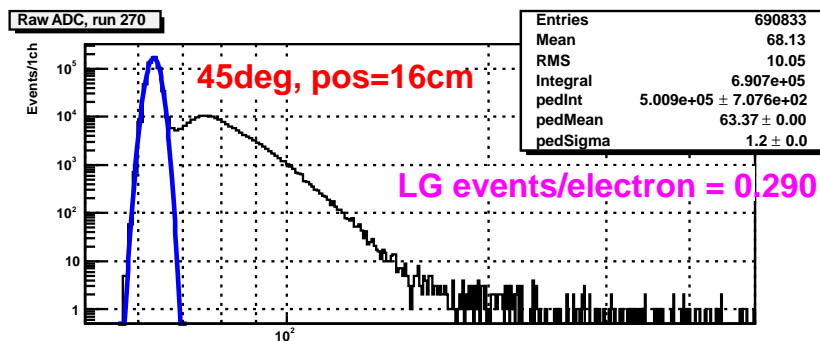 Raw ADC, run 270
Entries 690833
Mean 68.13
RMS 10.05
Integral 6.907e+05
pedInt 5.009e+05 ± 7.076e+02
pedMean 63.37 ± 0.00
pedSigma 1.2 ± 0.0
45deg, pos=16cm
LG events/electron = 0.290
Events/1ch
10⁵
10⁴
10³
10²
10
1
10²